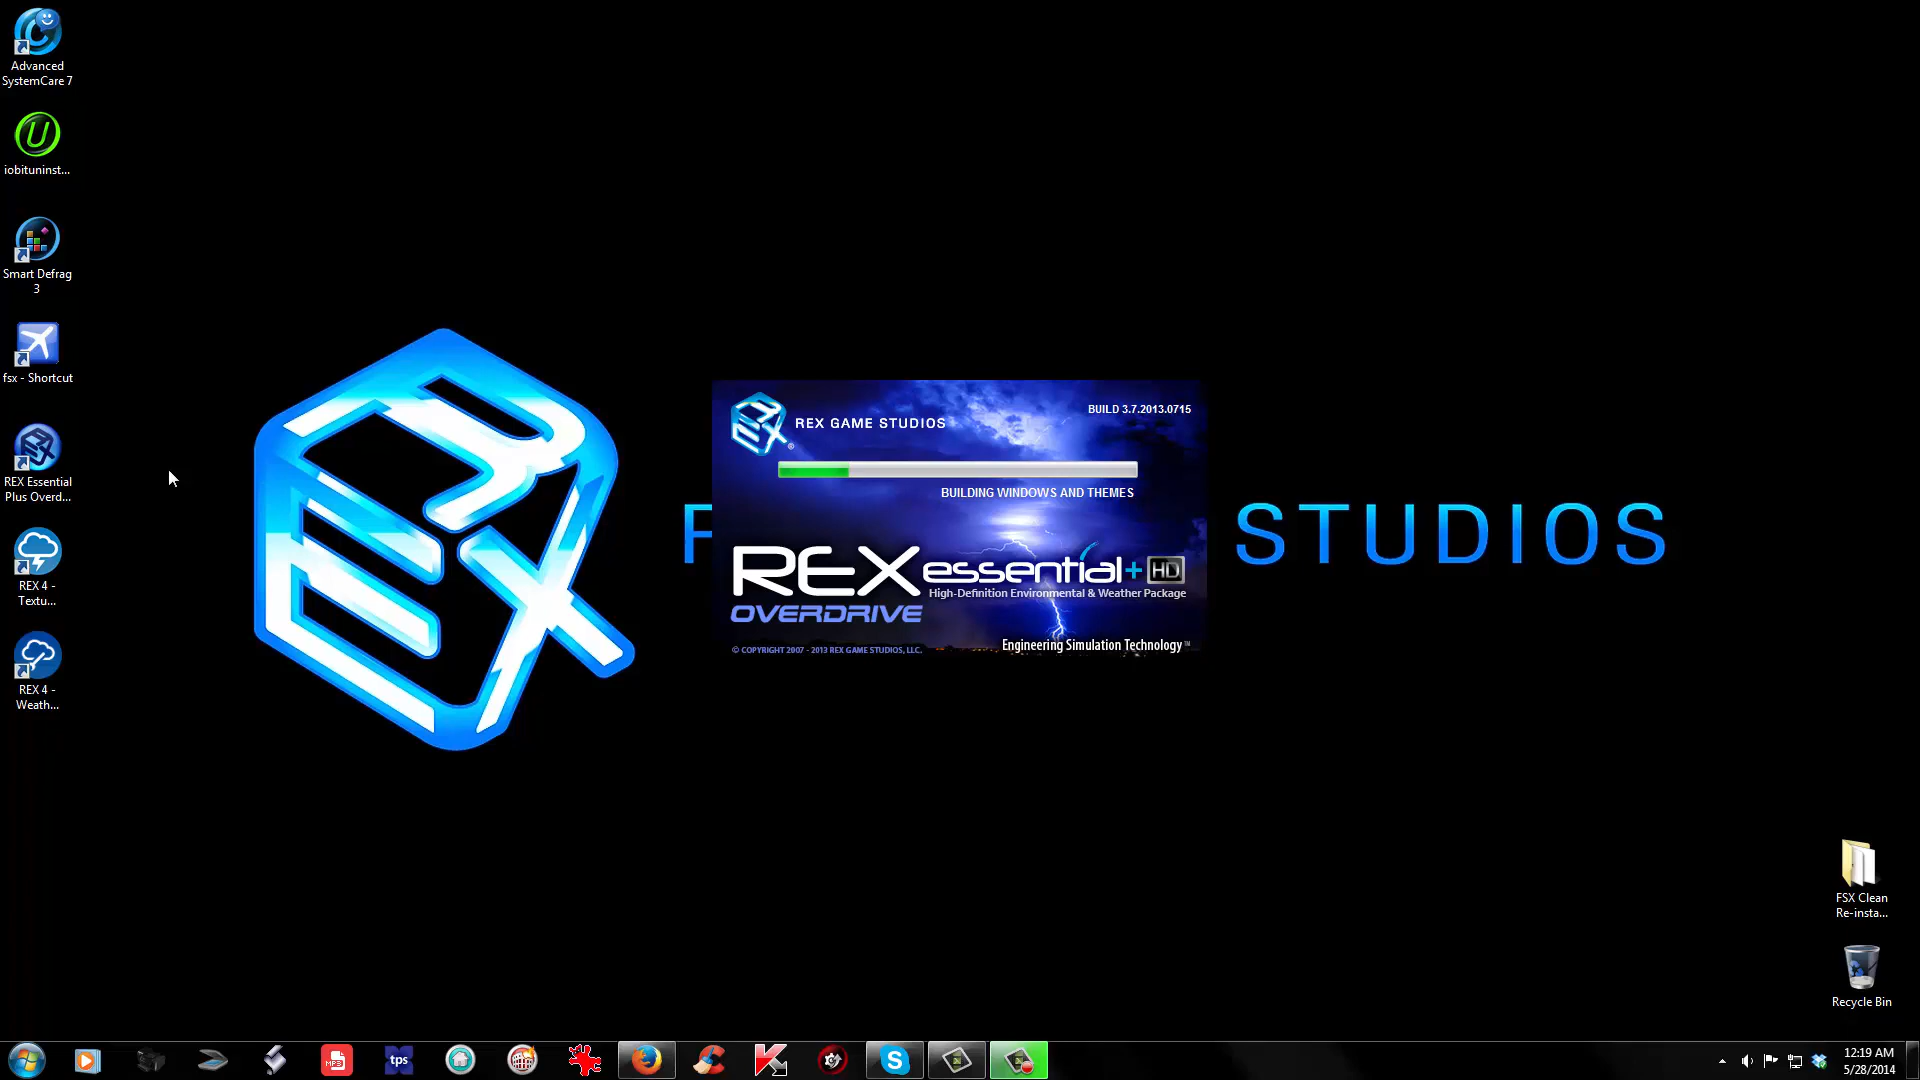 Advanced
SystemCare 7
iobituninst...
Smart Defrag
3
fsx - Shortcut
REX Essential
Plus Overd...
REX 4 -
Textu...
REX 4 -
Weath...
REX
STUDIOS
REX GAME STUDIOS
BUILD 3.7.2013.0715
BUILDING WINDOWS AND THEMES
REX essential+ HD
High-Definition Environmental & Weather Package
OVERDRIVE
© COPYRIGHT 2007 - 2013 REX GAME STUDIOS, LLC.
Engineering Simulation Technology™
FSX Clean
Re-insta...
Recycle Bin
MP3
tps
12:19 AM
5/28/2014